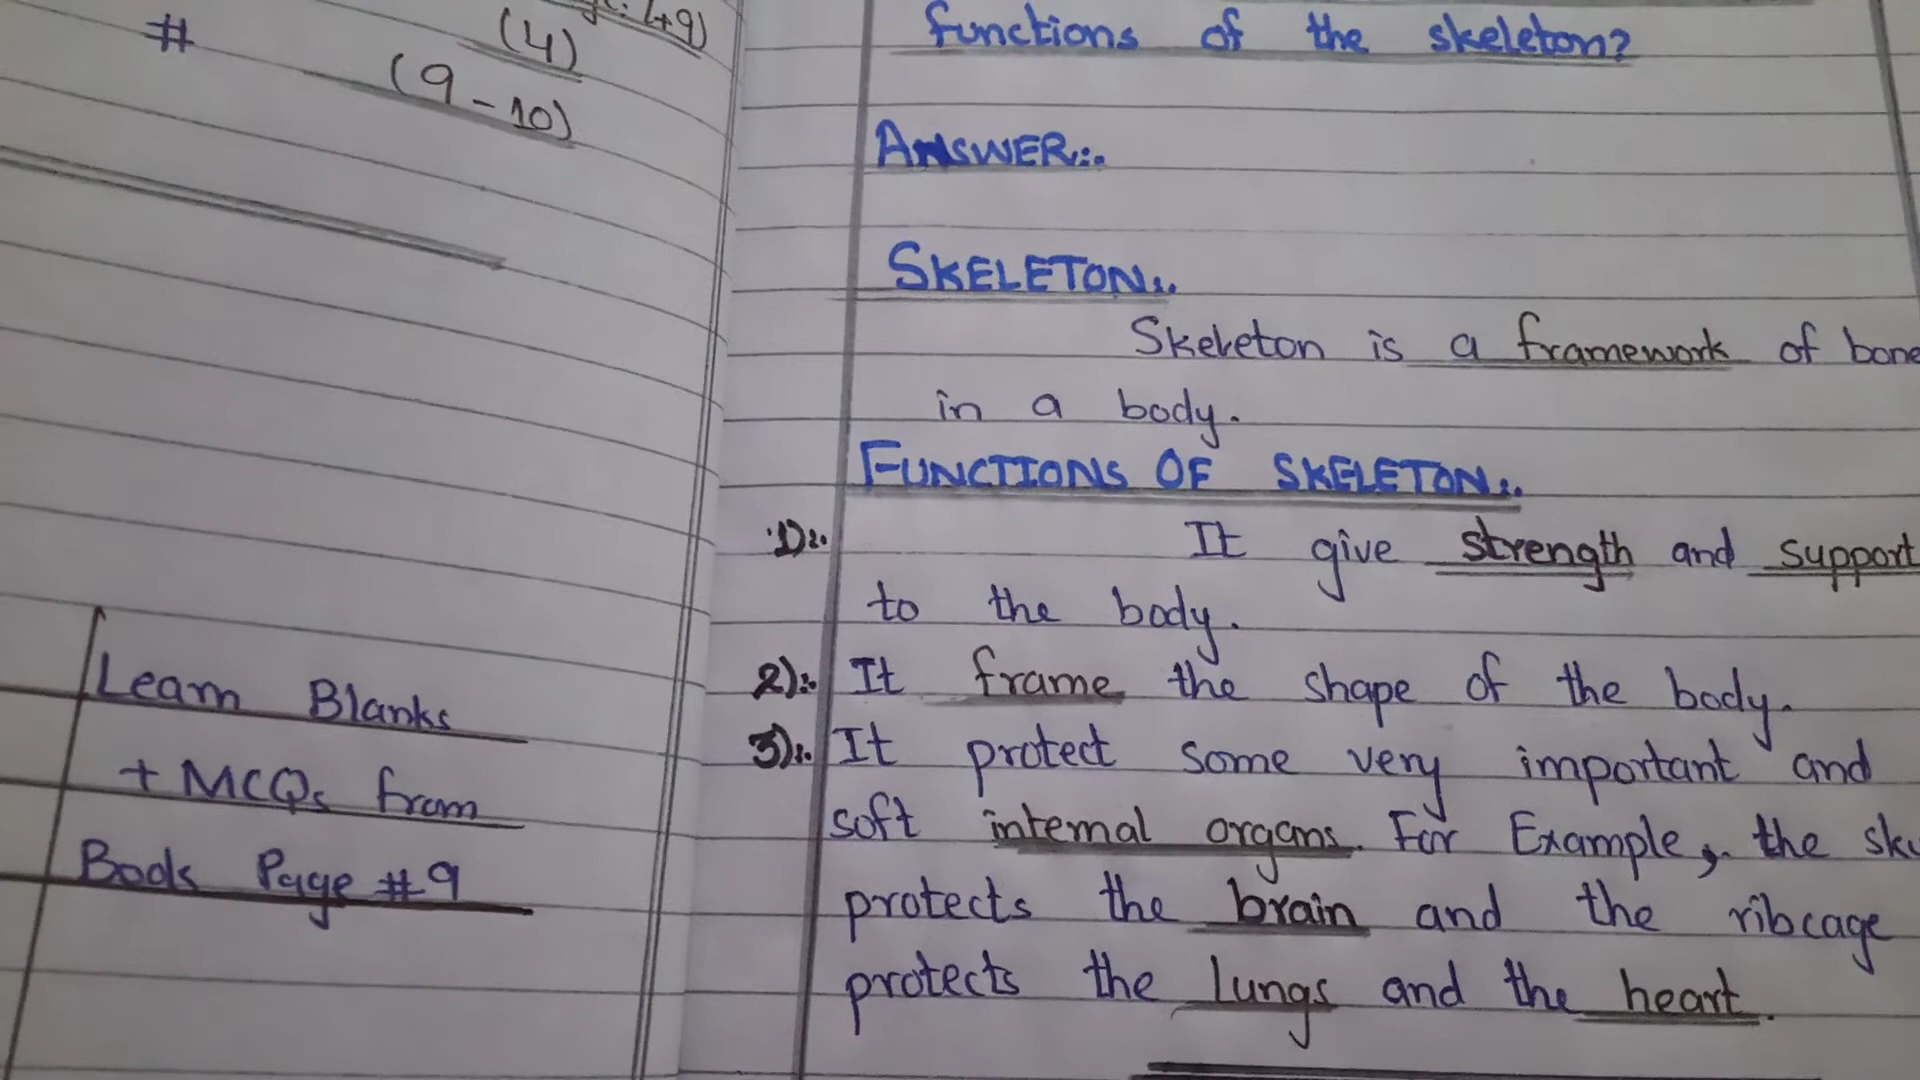 #
(4)
(9-10)
Learn Blanks
+ MCQs from
Book Page #9
functions of the skeleton?
ANSWER:.
SKELETON:.
Skeleton is a framework of bone
in a body.
FUNCTIONS OF SKELETON:.
1):. It give strength and support
to the body.
2):. It frame the shape of the body.
3):. It protect some very important and
soft internal organs. For Example, the
protects the brain and the ribcage
protects the lungs and the heart.